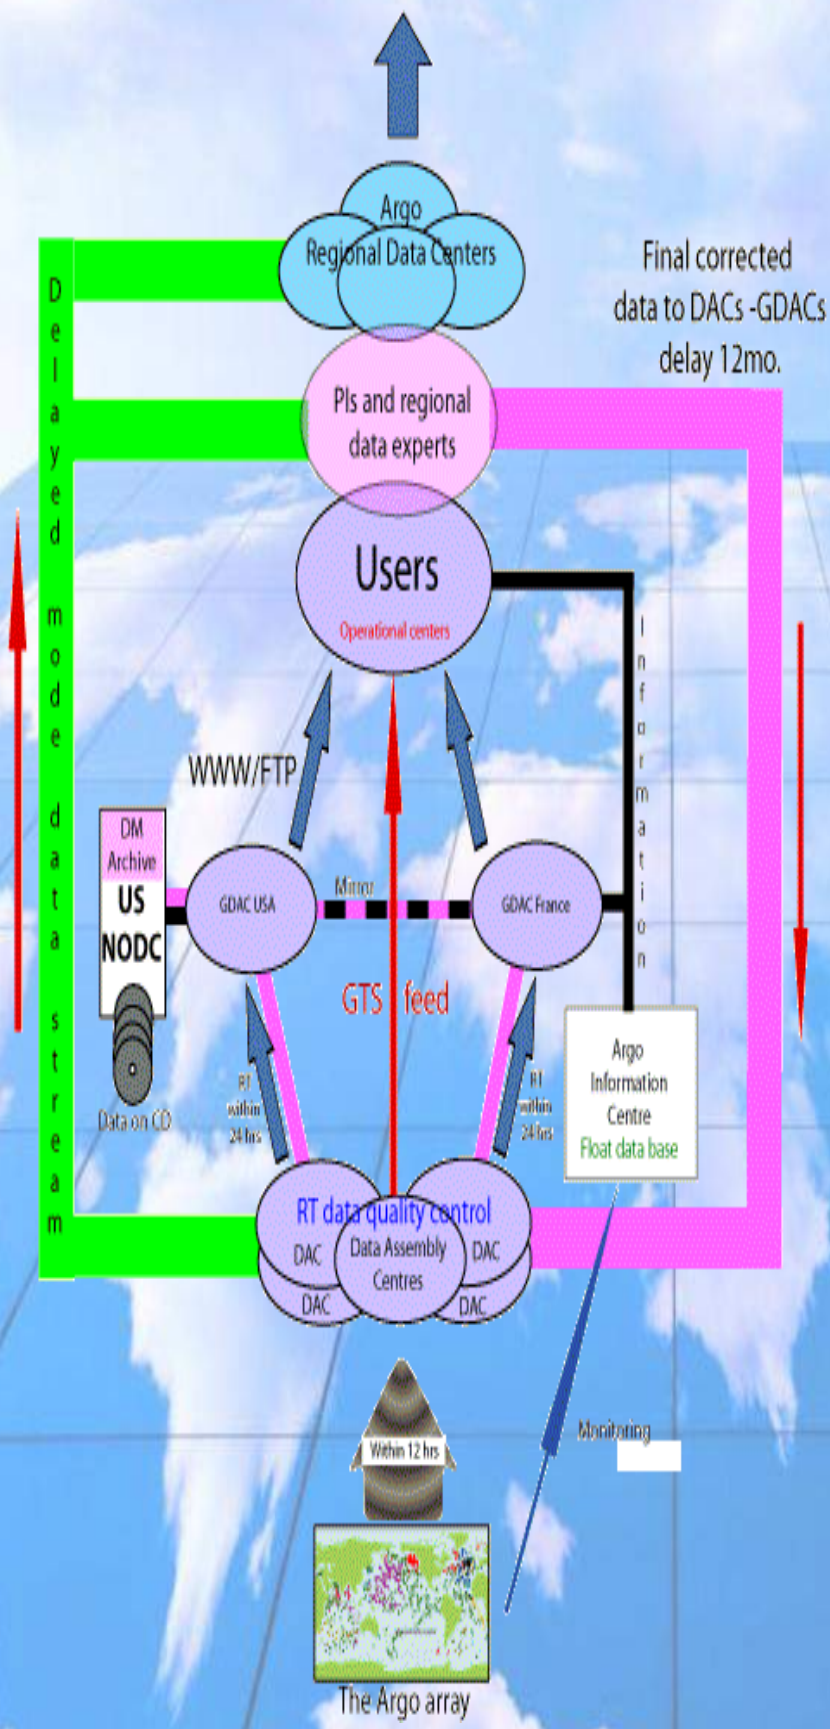 Argo
Regional Data Centers
Final corrected
data to DACs -GDACs
delay 12mo.
Delayed mode data stream
PIs and regional
data experts
Users
Operational centers
Information
WWW/FTP
DM
Archive
US
NODC
Data on CD
GDAC USA
Mirror
GDAC France
GTS feed
RT
within
24 hrs
RT
within
24 hrs
Argo
Information
Centre
Float data base
RT data quality control
DAC
Data Assembly
Centres
DAC
DAC
DAC
Within 12 hrs
Monitoring
The Argo array